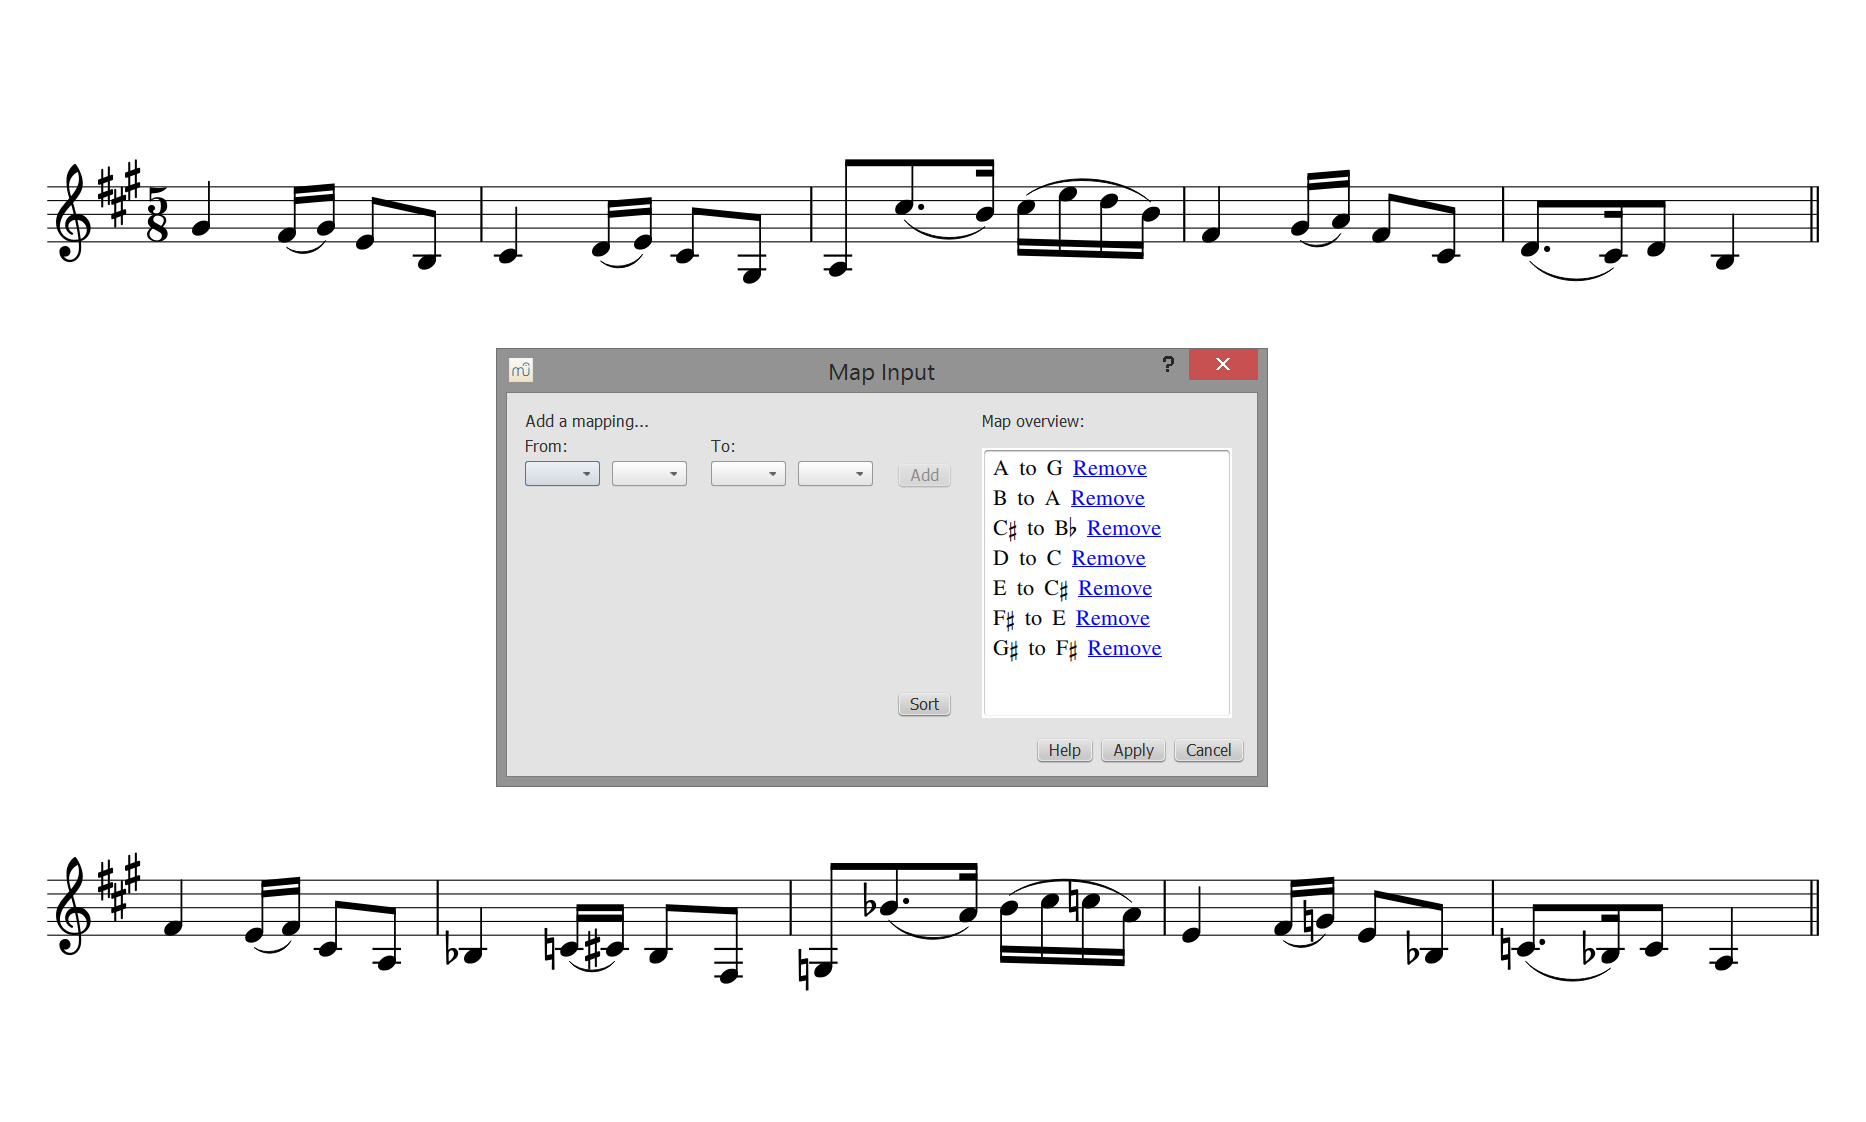 5
8
mü
Map Input
?
Add a mapping...
From:
To:
Add
Map overview:
A to G Remove
B to A Remove
C♯ to B♭ Remove
D to C Remove
E to C♯ Remove
F♯ to E Remove
G♯ to F♯ Remove
Sort
Help
Apply
Cancel